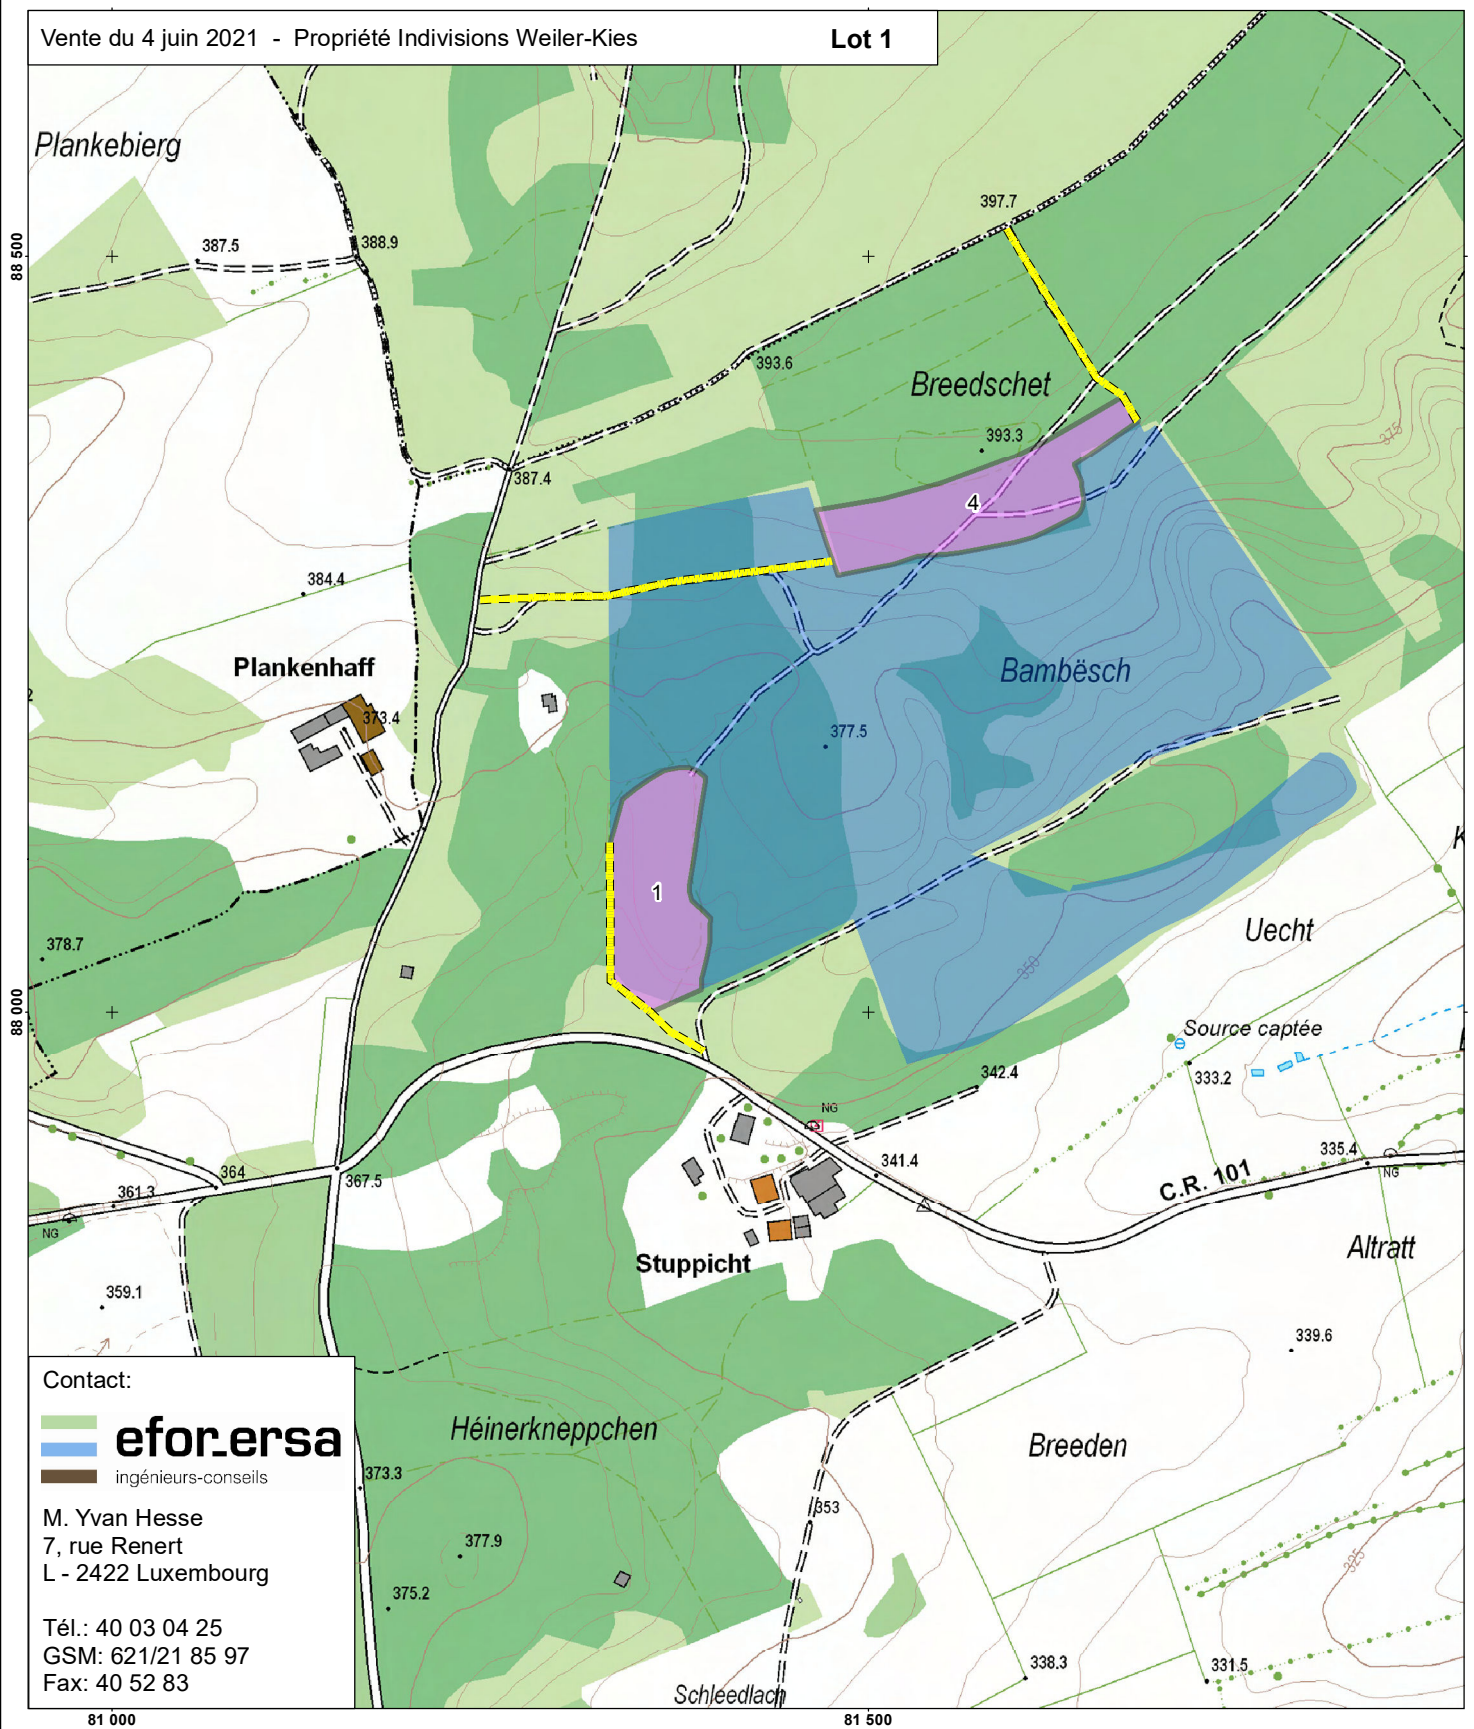 Vente du 4 juin 2021 - Propriété Indivisions Weiler-Kies
Lot 1
Plankebierg
397.7
387.5
388.9
88 500
393.6
Breedschet
393.3
375
387.4
4
384.4
Plankenhaff
Bambësch
373.4
377.5
1
Uecht
378.7
350
88 000
Source captée
333.2
342.4
NG
335.4
364
341.4
C.R. 101
NG
361.3
367.5
NG
Altratt
Stuppicht
359.1
339.6
Contact:
efor_ersa
ingénieurs-conseils
Héinerkneppchen
Breeden
373.3
353
M. Yvan Hesse
7, rue Renert
L - 2422 Luxembourg
377.9
325
375.2
Tél.: 40 03 04 25
GSM: 621/21 85 97
Fax: 40 52 83
338.3
331.5
Schleedlach
81 000
81 500